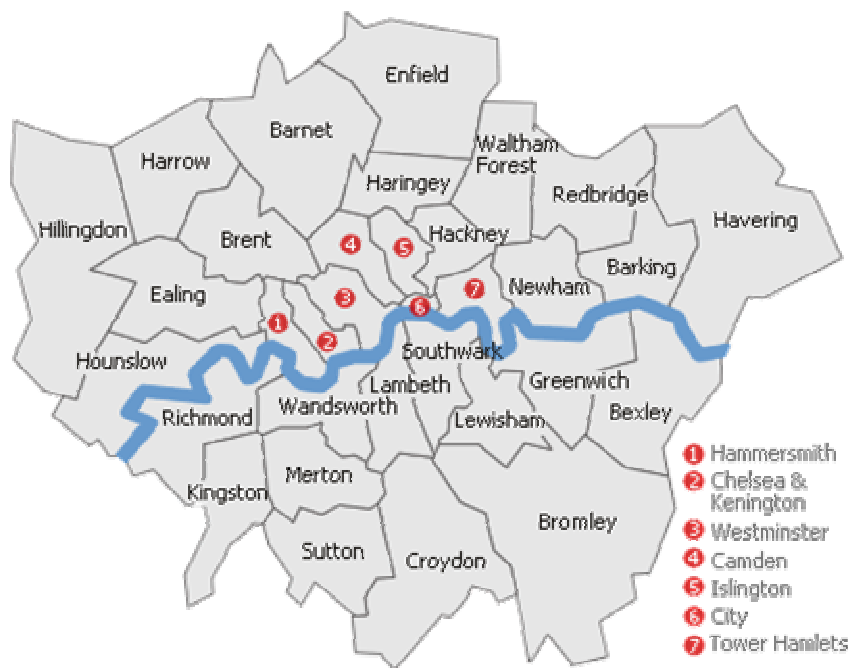 Enfield
Barnet
Waltham
Forest
Harrow
Haringey
Redbridge
Havering
Hillingdon
Brent
4
5
Hackney
Barking
Ealing
3
6
7
Newham
1
2
Hounslow
Southwark
Greenwich
Richmond
Wandsworth
Lambeth
Lewisham
Bexley
Merton
Kingston
Sutton
Croydon
Bromley
1 Hammersmith
2 Chelsea &
Kenington
3 Westminster
4 Camden
5 Islington
6 City
7 Tower Hamlets